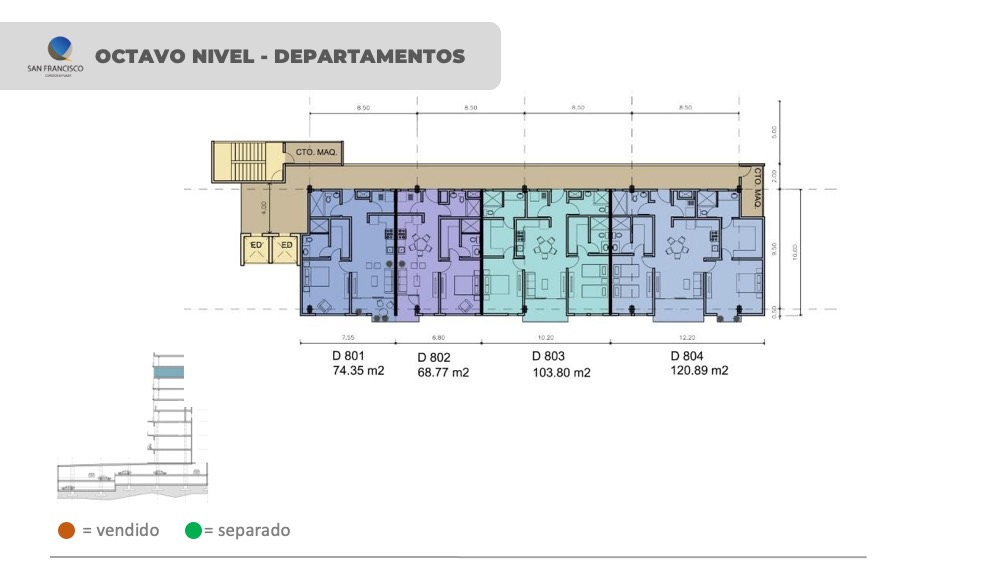 OCTAVO NIVEL - DEPARTAMENTOS
SAN FRANCISCO
8.50
8.50
8.50
8.50
5.00
CTO. MAQ.
CTO. MAQ.
2.00
4.00
ED
ED
9.50
10.00
0.50
7.55
6.80
10.20
12.20
D 801
74.35 m2
D 802
68.77 m2
D 803
103.80 m2
D 804
120.89 m2
= vendido
= separado